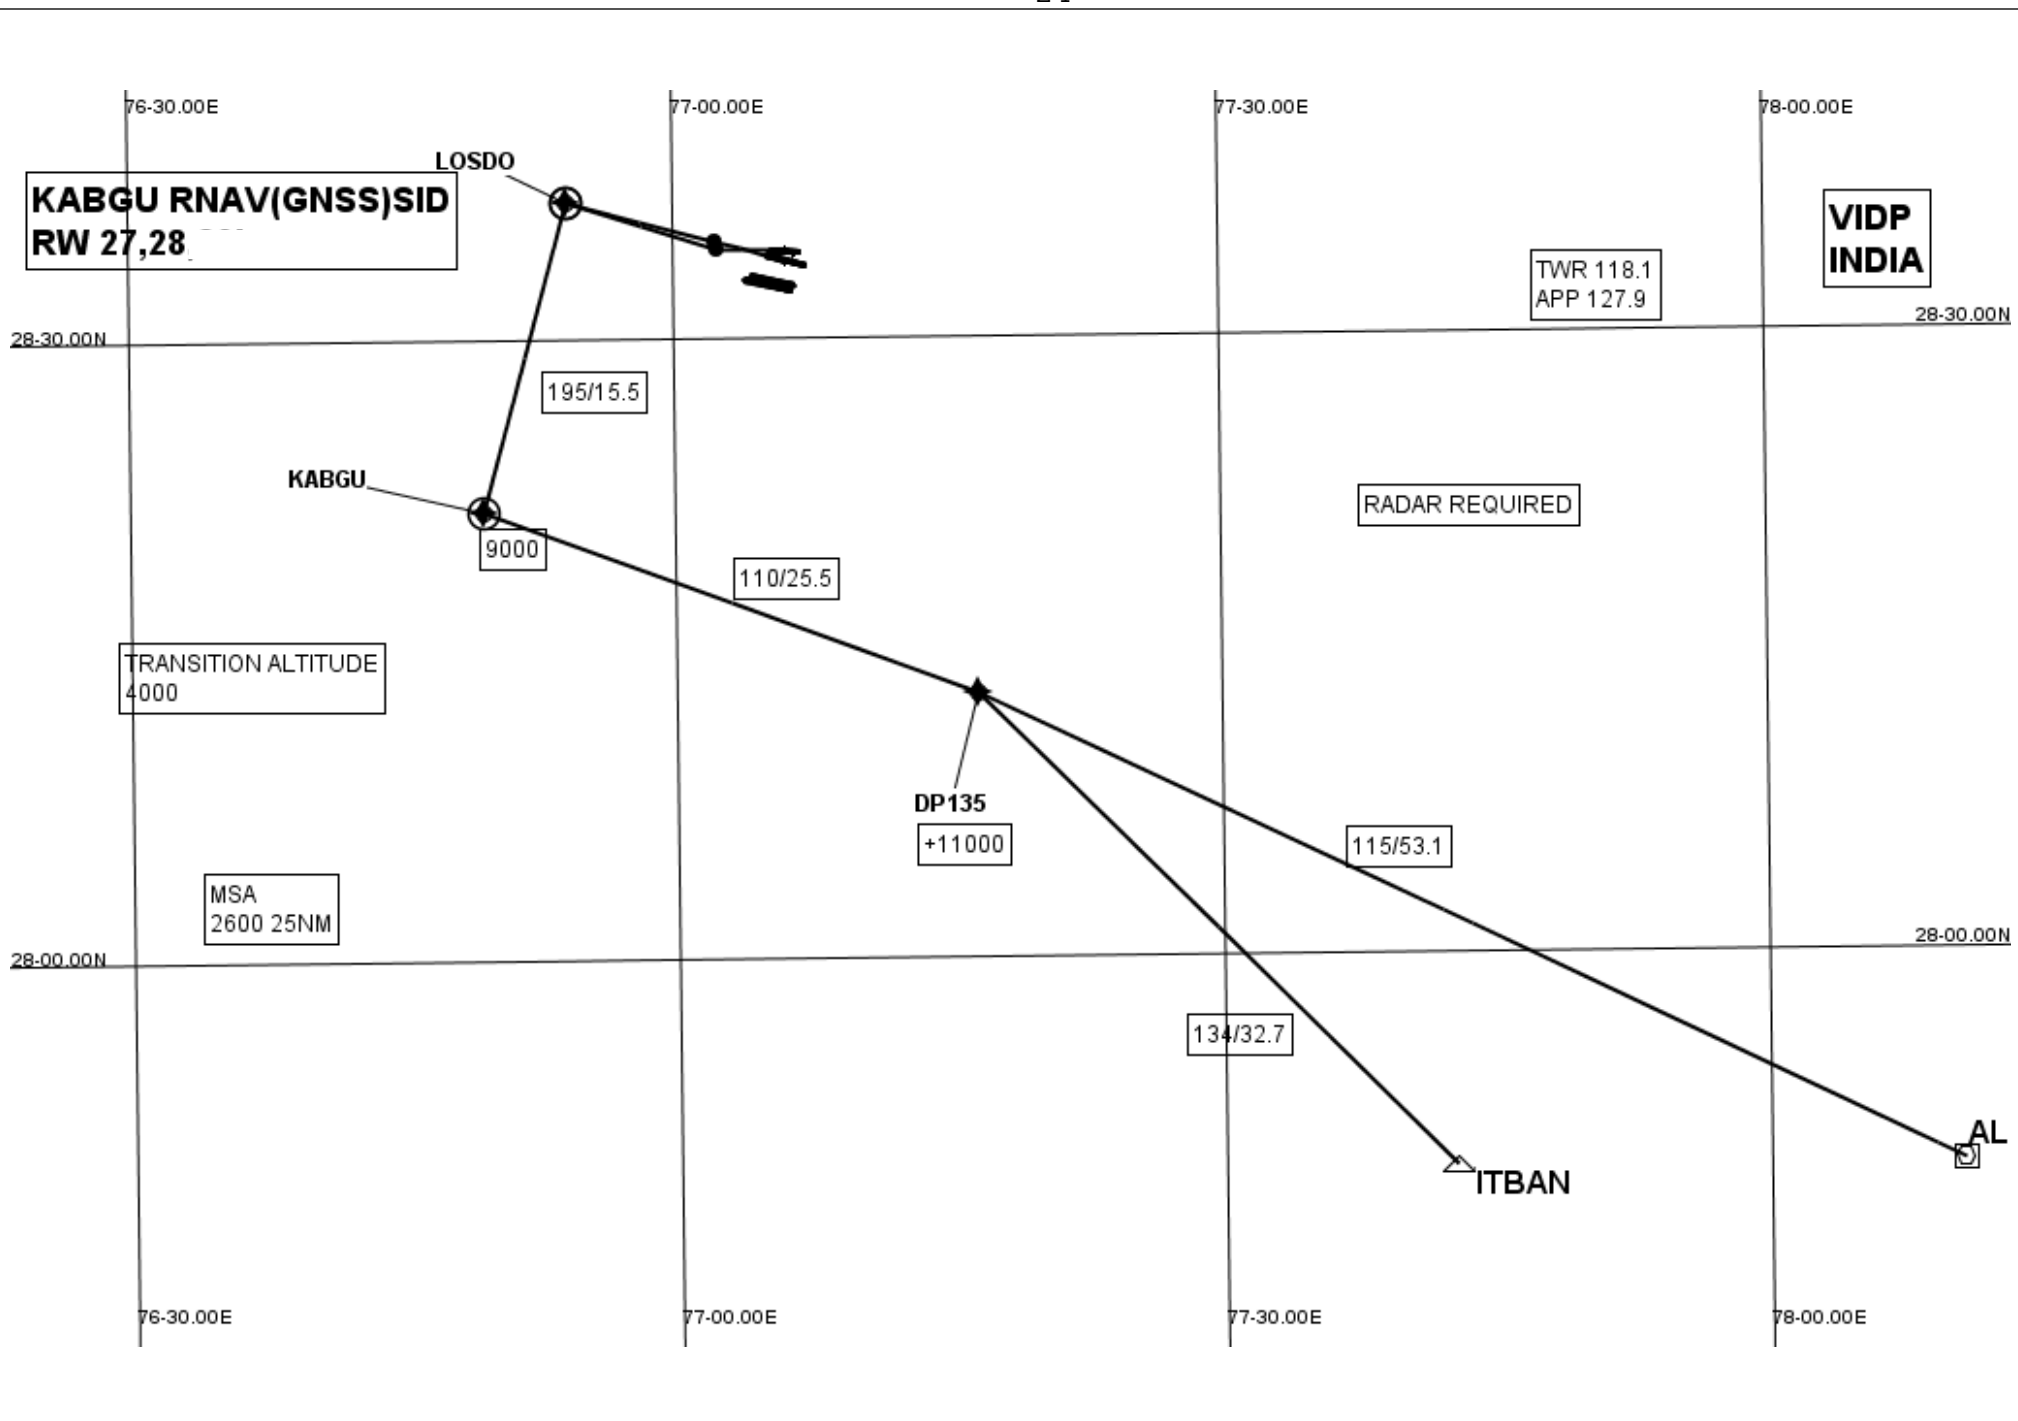 76-30.00E
77-00.00E
77-30.00E
78-00.00E
LOSDO
KABGU RNAV(GNSS)SID
RW 27,28
VIDP
INDIA
TWR 118.1
APP 127.9
28-30.00N
28-30.00N
195/15.5
KABGU
RADAR REQUIRED
9000
110/25.5
TRANSITION ALTITUDE
4000
DP135
+11000
115/53.1
MSA
2600 25NM
28-00.00N
28-00.00N
134/32.7
AL
ITBAN
76-30.00E
77-00.00E
77-30.00E
78-00.00E